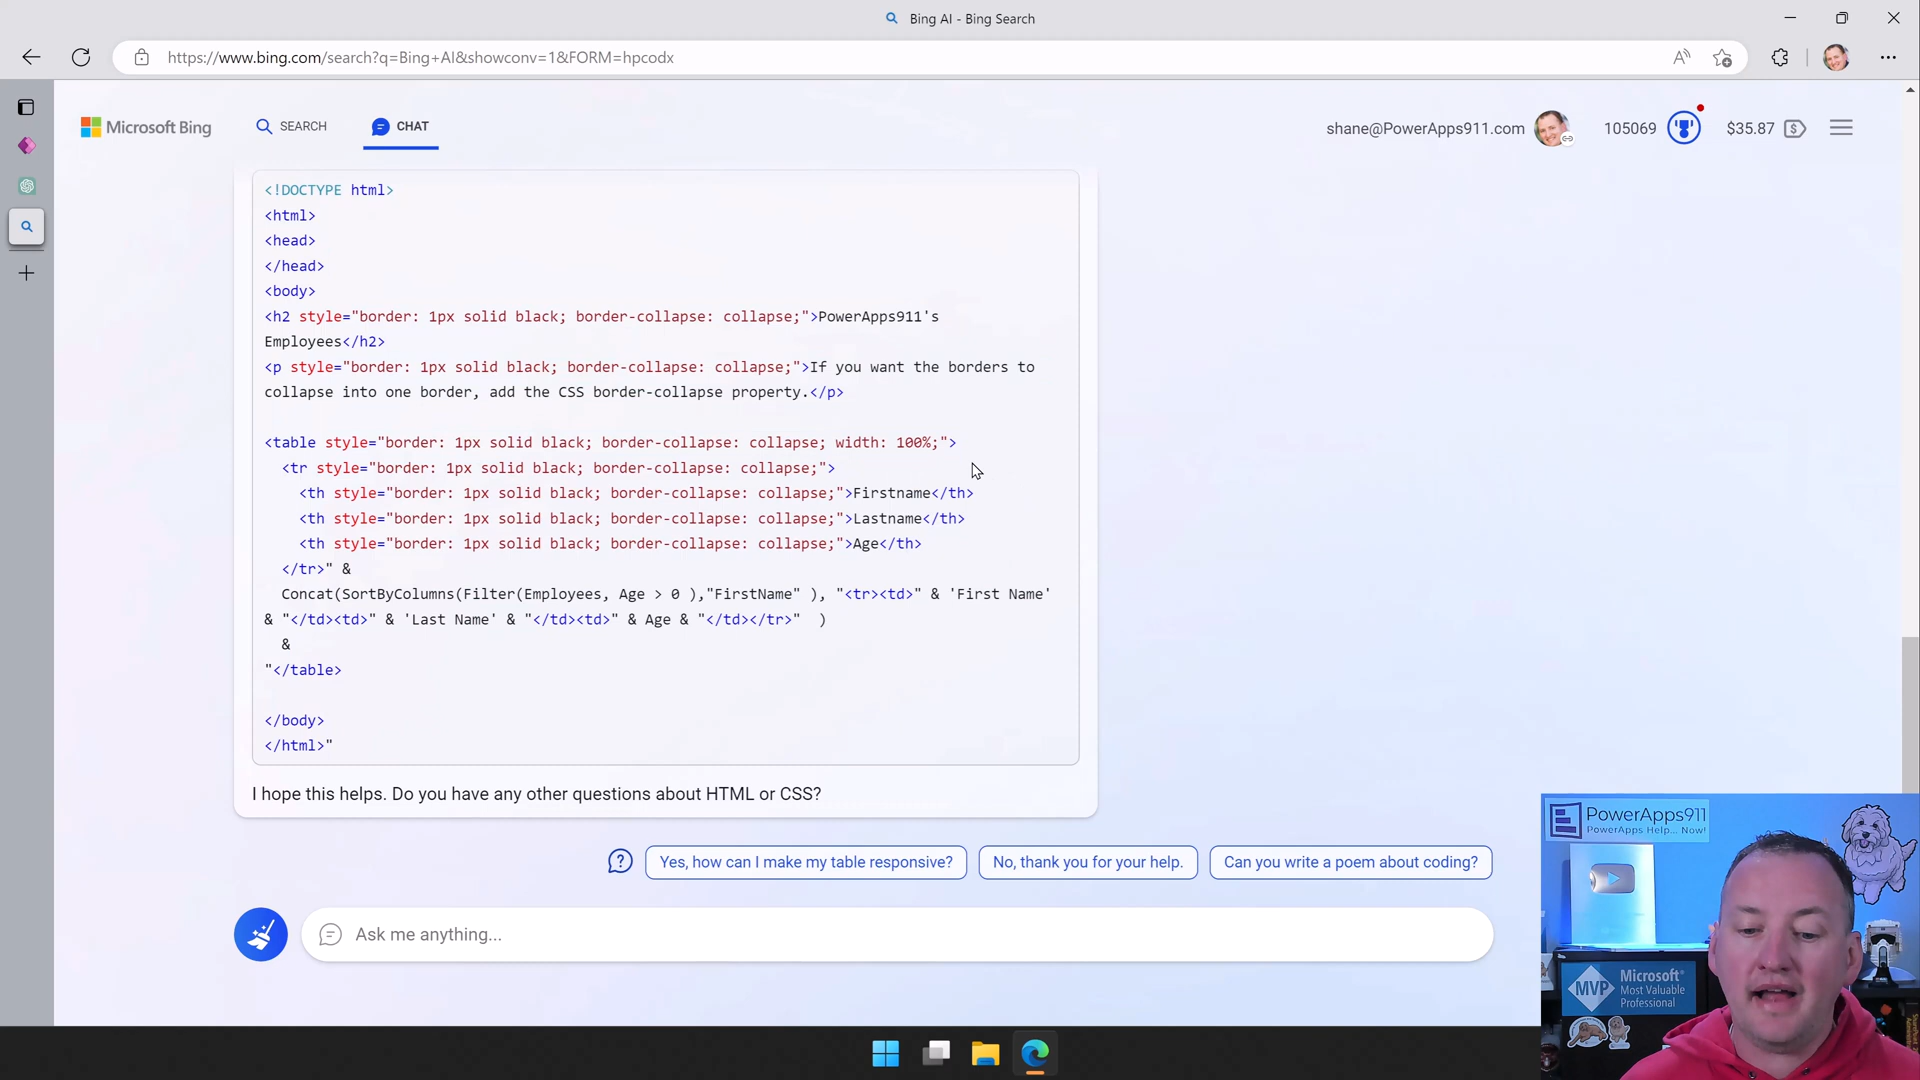 Bing AI - Bing Search
https://www.bing.com/search?q=Bing+AI&showconv=1&FORM=hpcodx
Microsoft Bing
SEARCH
CHAT
shane@PowerApps911.com
105069
$35.87
<!DOCTYPE html>
<html>
<head>
</head>
<body>
<h2 style="border: 1px solid black; border-collapse: collapse;">PowerApps911's
Employees</h2>
<p style="border: 1px solid black; border-collapse: collapse;">If you want the borders to
collapse into one border, add the CSS border-collapse property.</p>
<table style="border: 1px solid black; border-collapse: collapse; width: 100%;">
<tr style="border: 1px solid black; border-collapse: collapse;">
<th style="border: 1px solid black; border-collapse: collapse;">Firstname</th>
<th style="border: 1px solid black; border-collapse: collapse;">Lastname</th>
<th style="border: 1px solid black; border-collapse: collapse;">Age</th>
</tr>" &
Concat(SortByColumns(Filter(Employees, Age > 0 ),"FirstName" ), "<tr><td>" & 'First Name'
& "</td><td>" & 'Last Name' & "</td><td>" & Age & "</td></tr>" )
&
"</table>
</body>
</html>"
I hope this helps. Do you have any other questions about HTML or CSS?
Yes, how can I make my table responsive?
No, thank you for your help.
Can you write a poem about coding?
Ask me anything...
PowerApps911
PowerApps Help... Now!
MVP
Microsoft®
Most Valuable
Professional